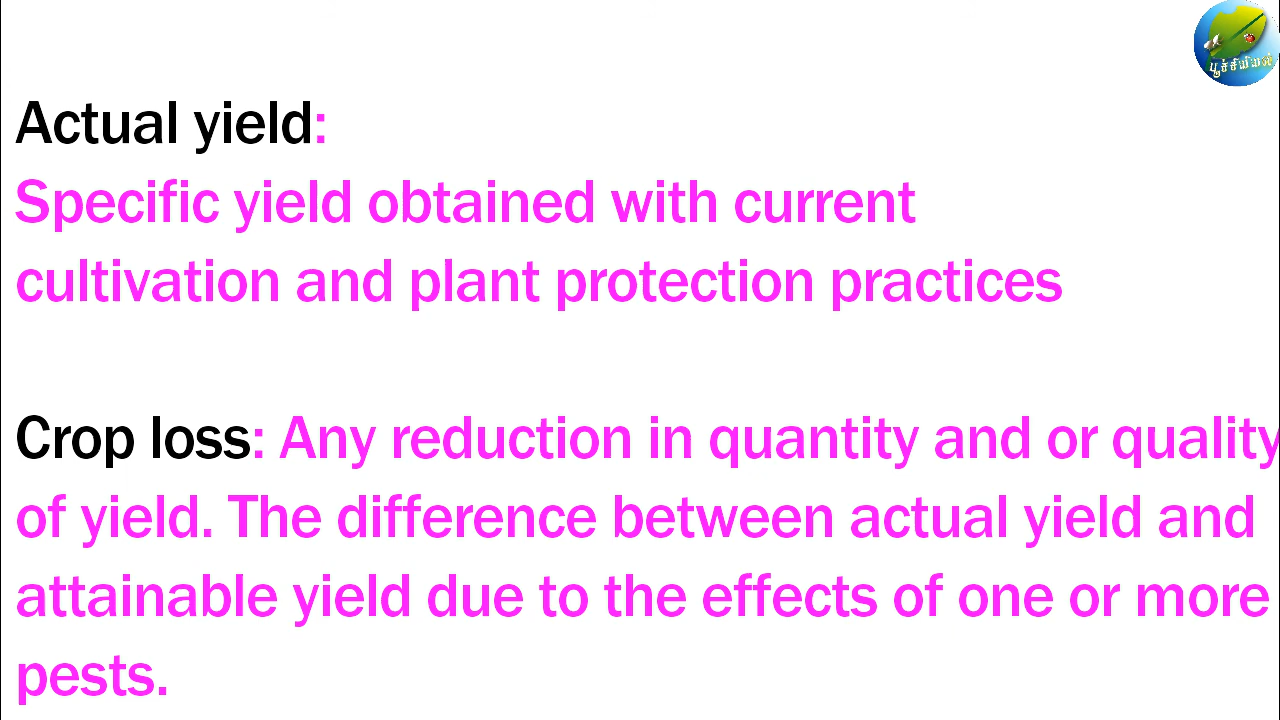 பூச்சியியல்
Actual yield:
Specific yield obtained with current
cultivation and plant protection practices
Crop loss: Any reduction in quantity and or quality
of yield. The difference between actual yield and
attainable yield due to the effects of one or more
pests.